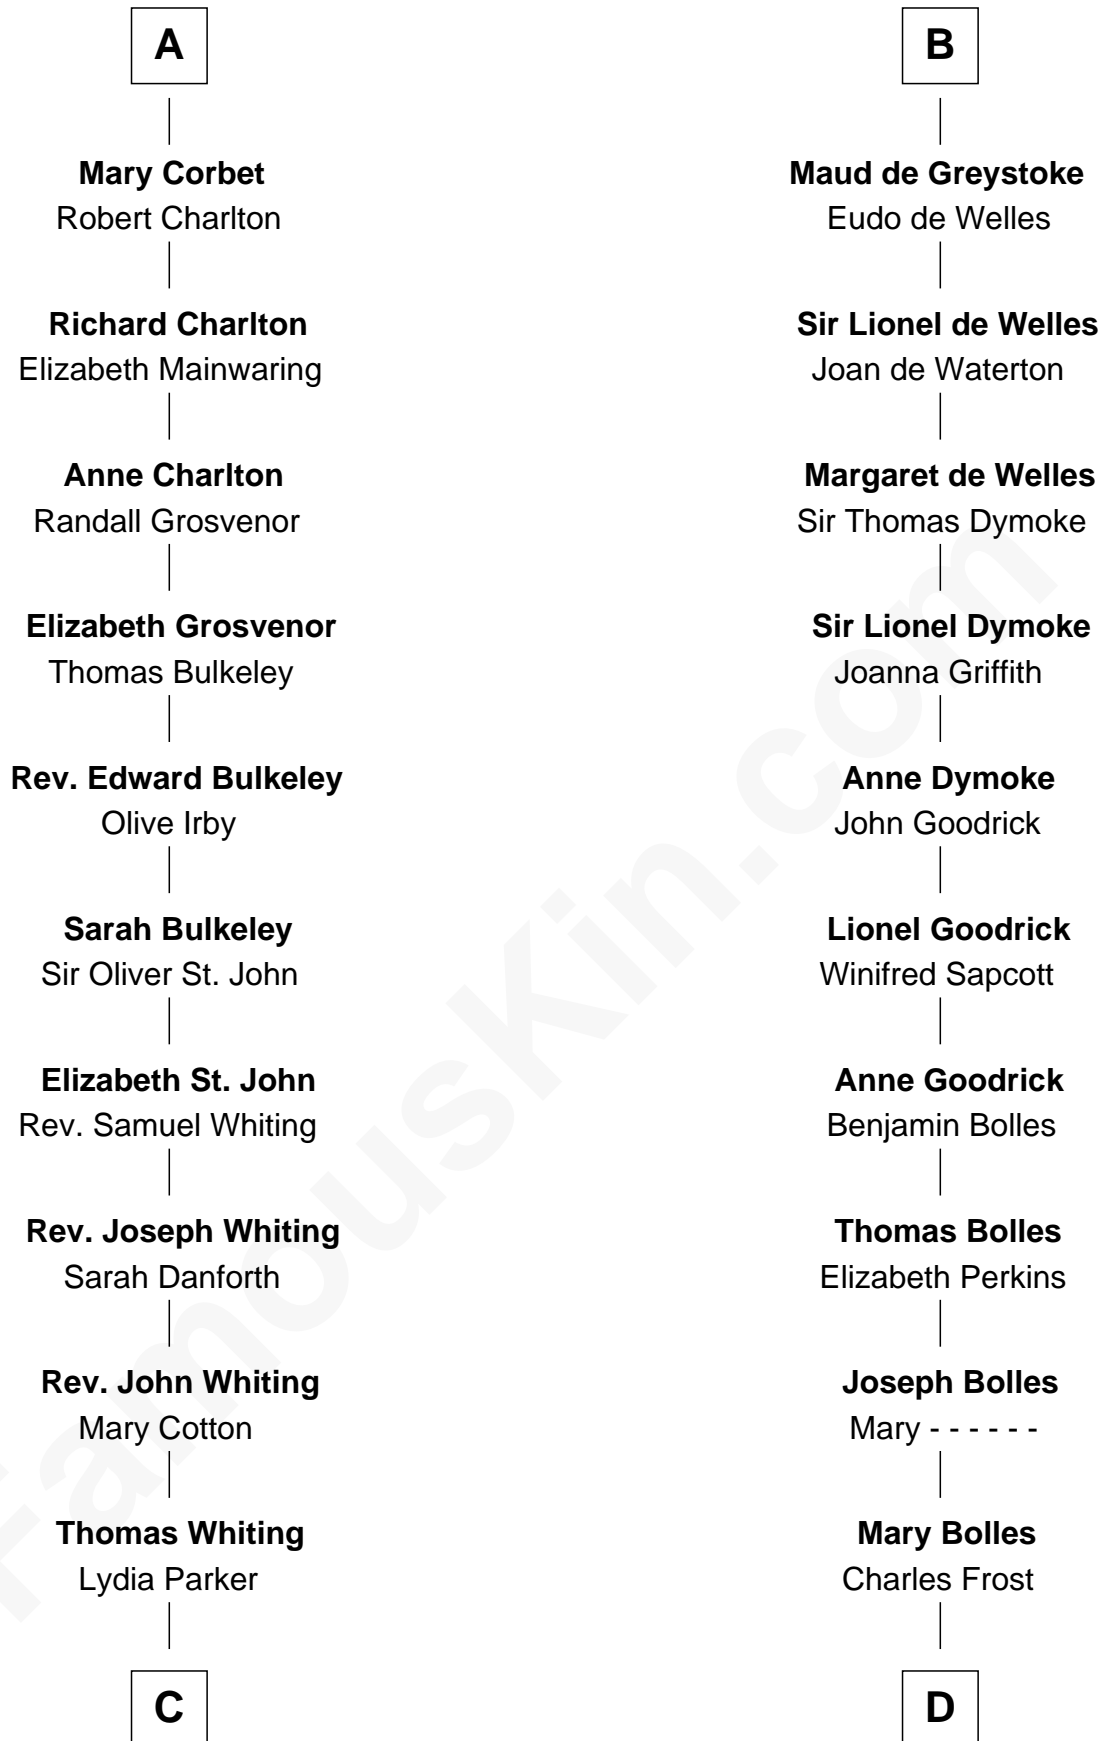 A
Mary Corbet
Robert Charlton
Richard Charlton
Elizabeth Mainwaring
Anne Charlton
Randall Grosvenor
Elizabeth Grosvenor
Thomas Bulkeley
Rev. Edward Bulkeley
Olive Irby
Sarah Bulkeley
Sir Oliver St. John
Elizabeth St. John
Rev. Samuel Whiting
Rev. Joseph Whiting
Sarah Danforth
Rev. John Whiting
Mary Cotton
Thomas Whiting
Lydia Parker
C
B
Maud de Greystoke
Eudo de Welles
Sir Lionel de Welles
Joan de Waterton
Margaret de Welles
Sir Thomas Dymoke
Sir Lionel Dymoke
Joanna Griffith
Anne Dymoke
John Goodrick
Lionel Goodrick
Winifred Sapcott
Anne Goodrick
Benjamin Bolles
Thomas Bolles
Elizabeth Perkins
Joseph Bolles
Mary - - - - - -
Mary Bolles
Charles Frost
D
FamousKin.com